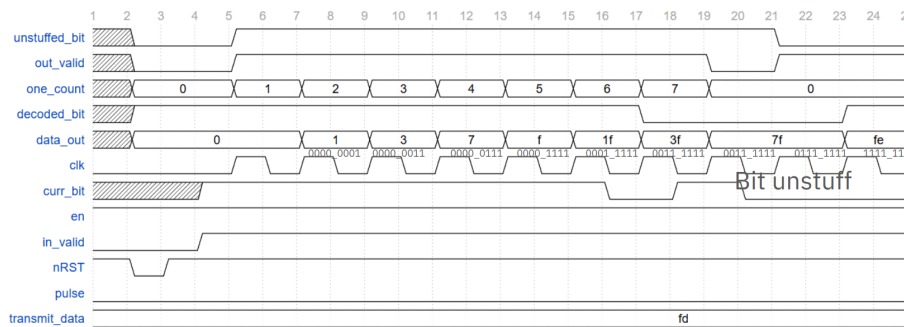 1 2 3 4 5 6 7 8 9 10 11 12 13 14 15 16 17 18 19 20 21 22 23 24
unstuffed_bit
out_valid
one_count 0 1 2 3 4 5 6 7 0
decoded_bit
data_out 0 1 3 7 f 1f 3f 7f fe
0000_0001 0000_0011 0000_0111 0000_1111 0001_1111 0011_1111 0011_1111 0111_1111
clk
Bit unstuff
curr_bit
en
in_valid
nRST
pulse
transmit_data fd